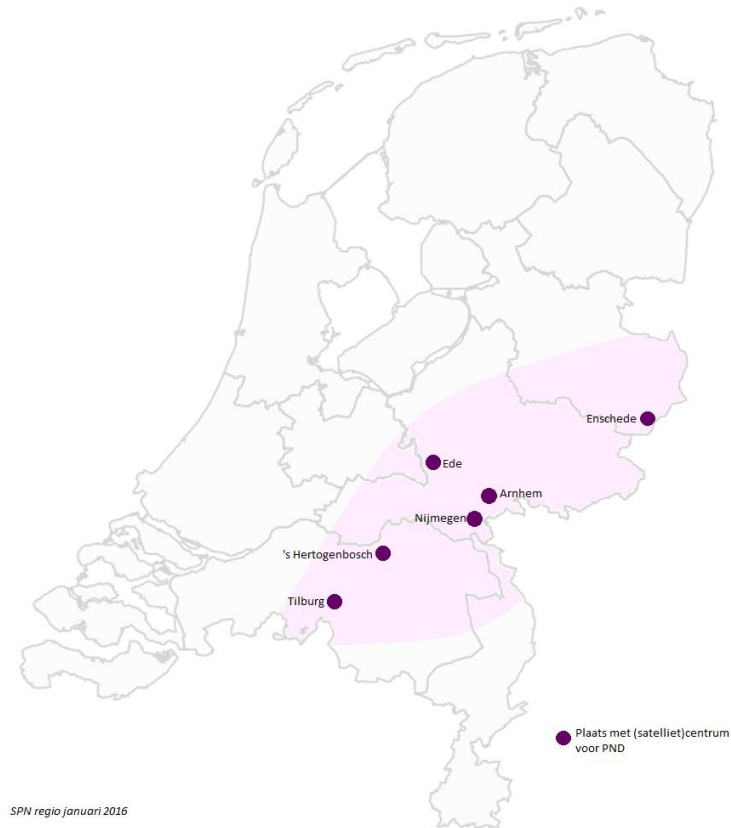 Enschede
Ede
Arnhem
Nijmegen
's Hertogenbosch
Tilburg
Plaats met (satelliet)centrum
voor PND
SPN regio januari 2016